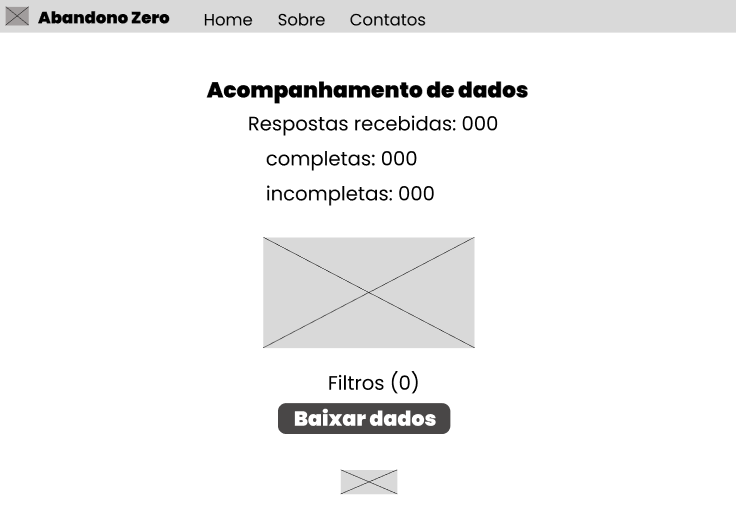 Abandono Zero Home Sobre Contatos
Acompanhamento de dados
Respostas recebidas: 000
completas: 000
incompletas: 000
Filtros (0)
Baixar dados